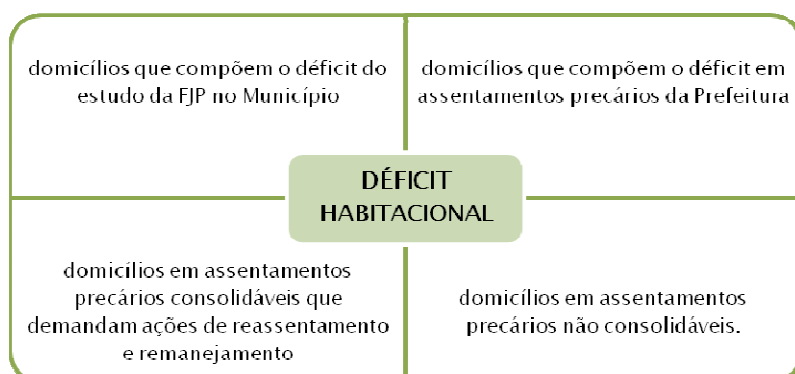 domicílios que compõem o déficit do
estudo da FJP no Município
domicílios que compõem o déficit em
assentamentos precários da Prefeitura
DÉFICIT
HABITACIONAL
domicílios em assentamentos
precários consolidáveis que
demandam ações de reassentamento
e remanejamento
domicílios em assentamentos
precários não consolidáveis.